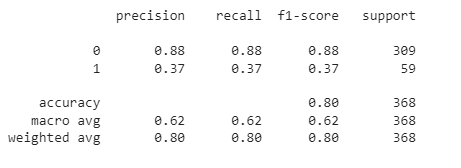 precision recall f1-score support
0 0.88 0.88 0.88 309
1 0.37 0.37 0.37 59
accuracy 0.80 368
macro avg 0.62 0.62 0.62 368
weighted avg 0.80 0.80 0.80 368